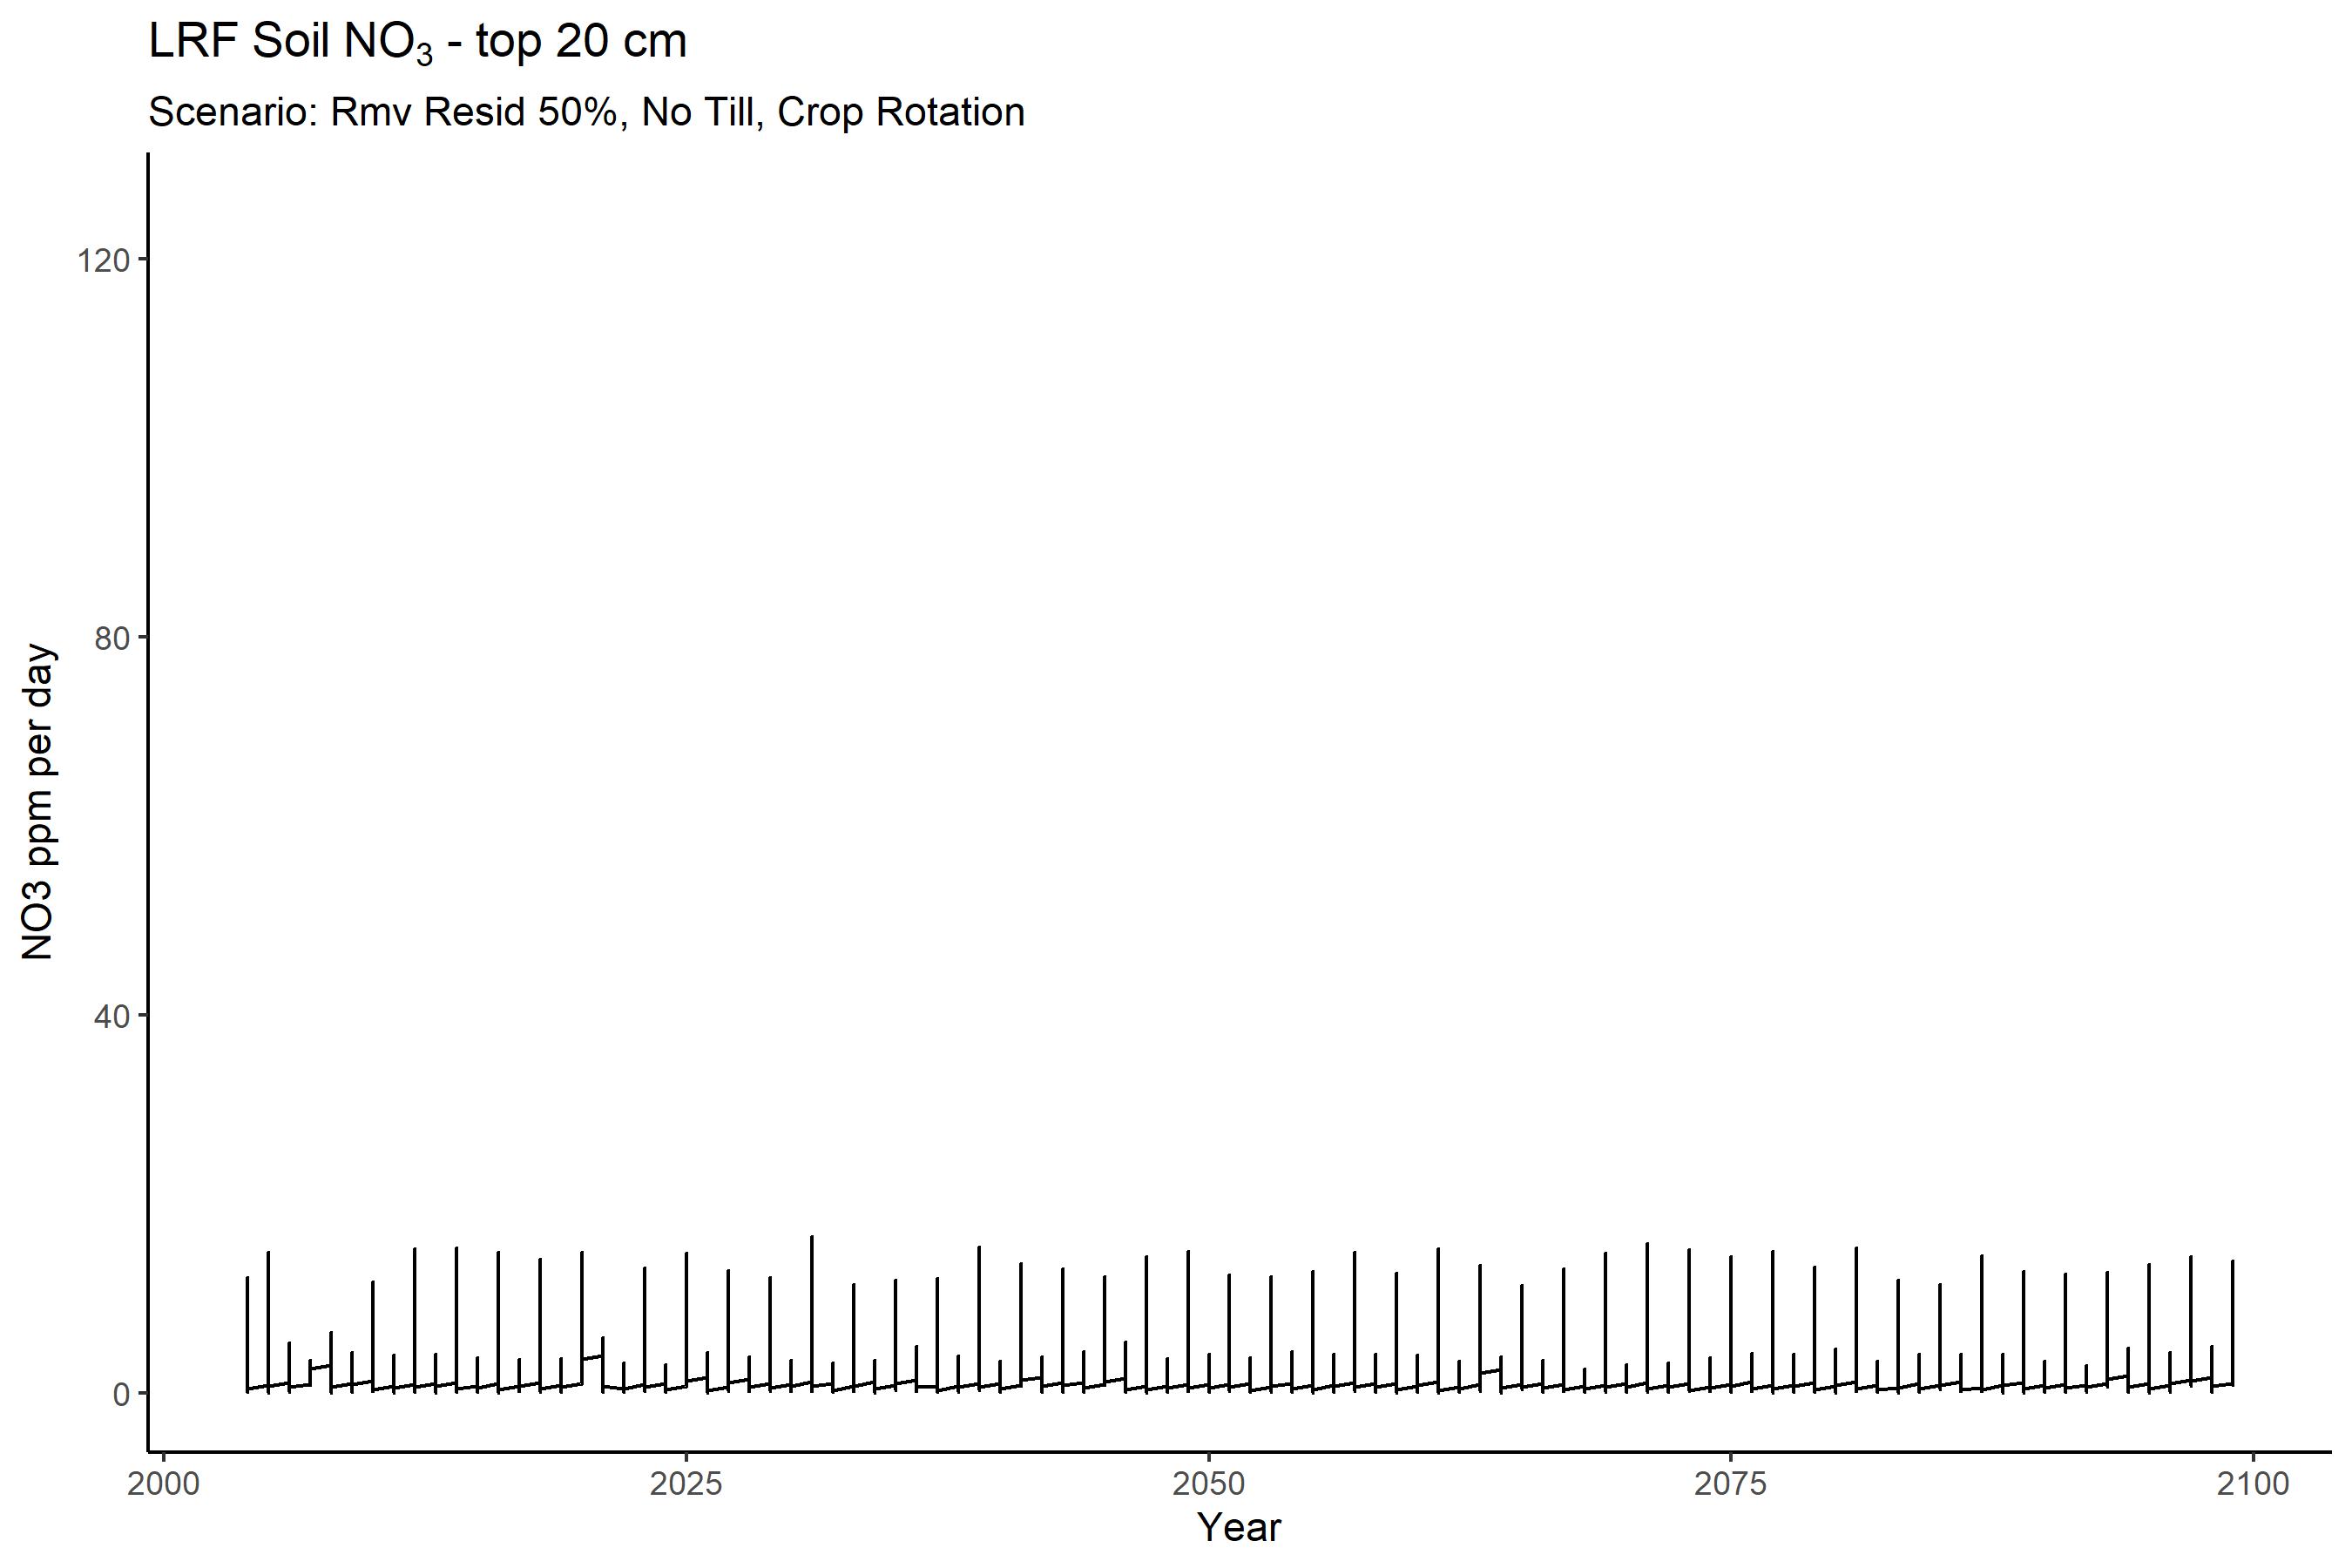 LRF Soil NO₃ - top 20 cm
Scenario: Rmv Resid 50%, No Till, Crop Rotation
120
80
40
0
NO3 ppm per day
2000 2025 2050 2075 2100
Year